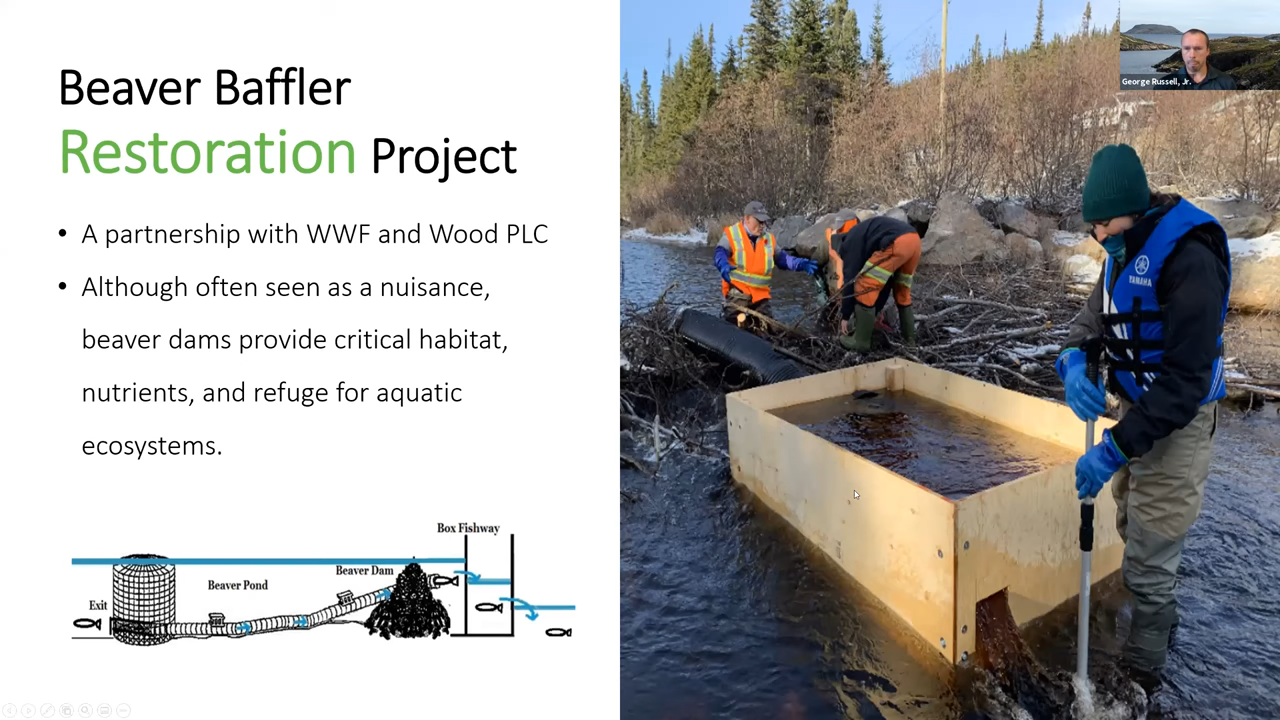 Beaver Baffler
Restoration Project
• A partnership with WWF and Wood PLC
• Although often seen as a nuisance,
beaver dams provide critical habitat,
nutrients, and refuge for aquatic
ecosystems.
Box Fishway
Beaver Dam
Beaver Pond
Exit
George Russell, Jr.
YAMAHA